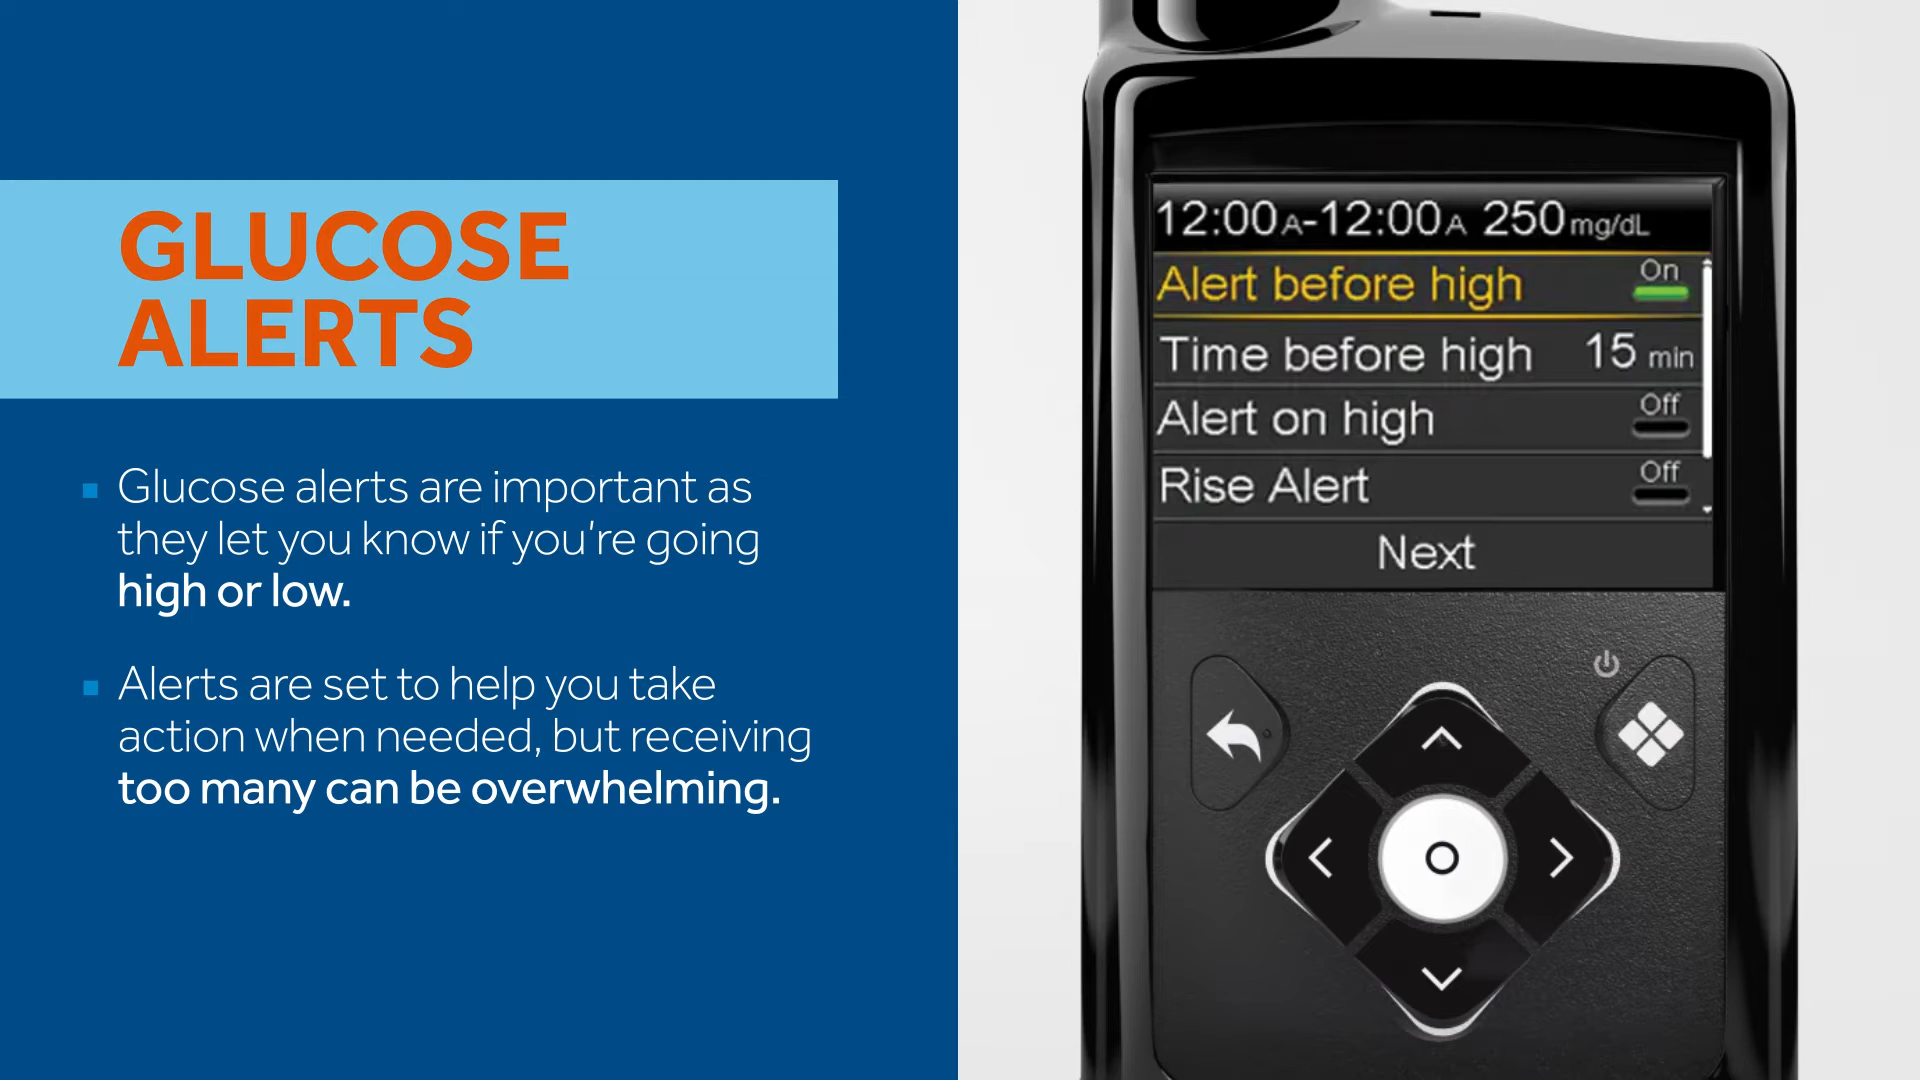 GLUCOSE
ALERTS
Glucose alerts are important as
they let you know if you're going
high or low.
Alerts are set to help you take
action when needed, but receiving
too many can be overwhelming.
12:00A-12:00A 250 mg/dL
Alert before high On
Time before high 15 min
Alert on high Off
Rise Alert Off
Next